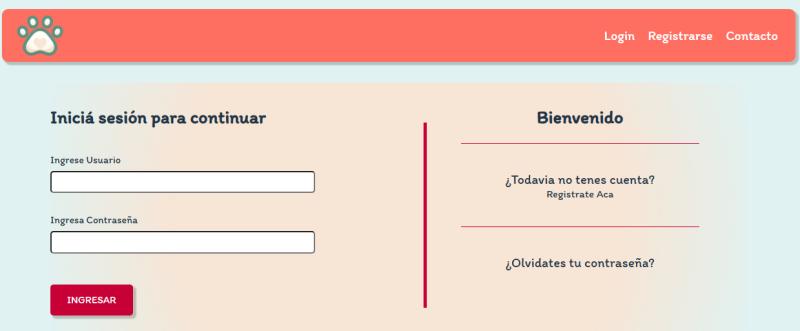 Login Registrarse Contacto
Iniciá sesión para continuar
Ingrese Usuario
Ingresa Contraseña
INGRESAR
Bienvenido
¿Todavia no tenes cuenta?
Registrate Aca
¿Olvidates tu contraseña?